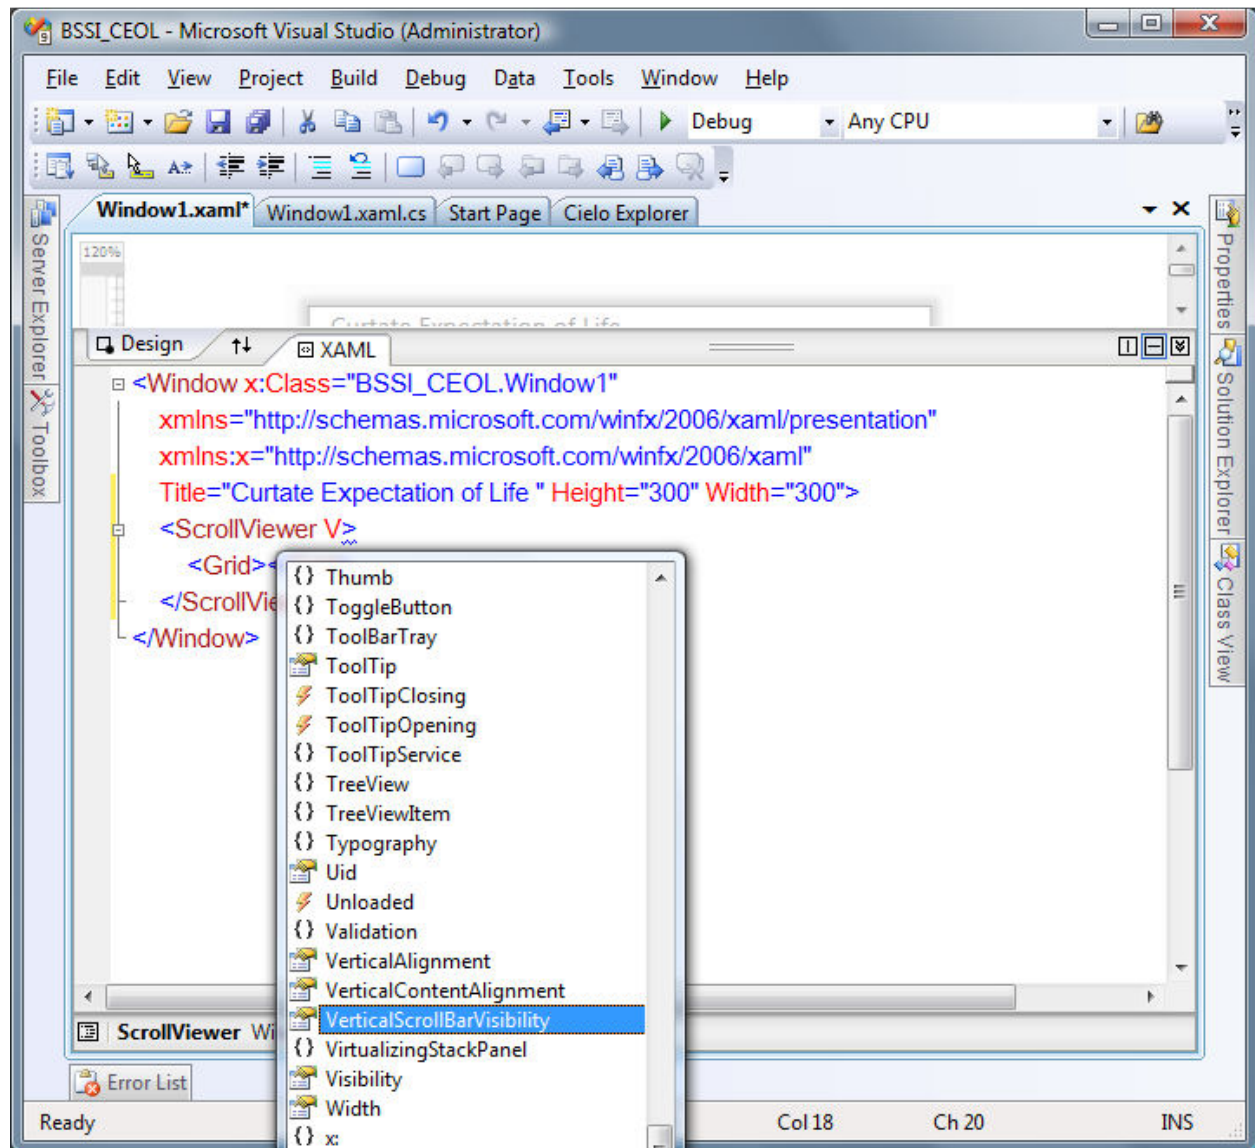 BSSI_CEOL - Microsoft Visual Studio (Administrator)
File Edit View Project Build Debug Data Tools Window Help
Debug Any CPU
Window1.xaml* Window1.xaml.cs Start Page Cielo Explorer
Server Explorer
Toolbox
Properties
Solution Explorer
Class View
120%
Curtate Expectation of Life
Design XAML
<Window x:Class="BSSI_CEOL.Window1"
xmlns="http://schemas.microsoft.com/winfx/2006/xaml/presentation"
xmlns:x="http://schemas.microsoft.com/winfx/2006/xaml"
Title="Curtate Expectation of Life " Height="300" Width="300">
<ScrollViewer V>
<Grid><
</ScrollVie
</Window>
{} Thumb
{} ToggleButton
{} ToolBarTray
ToolTip
ToolTipClosing
ToolTipOpening
{} ToolTipService
{} TreeView
{} TreeViewItem
{} Typography
Uid
Unloaded
{} Validation
VerticalAlignment
VerticalContentAlignment
VerticalScrollBarVisibility
{} VirtualizingStackPanel
Visibility
Width
{} x:
ScrollViewer Wi
Error List
Ready Col 18 Ch 20 INS